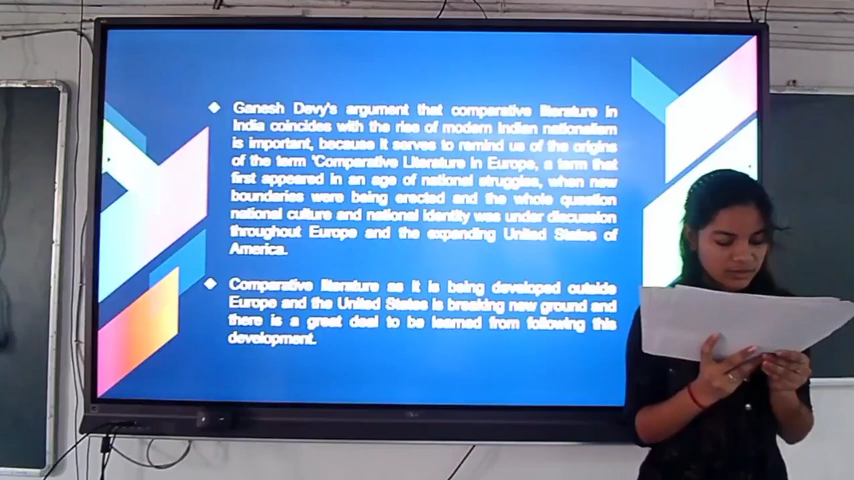 Ganesh Devy's argument that comparative literature in
India coincides with the rise of modern Indian nationalism
is important, because it serves to remind us of the origins
of the term 'Comparative Literature in Europe, a term that
first appeared in an age of national struggles, when new
boundaries were being erected and the whole question
national culture and national identity was under discussion
throughout Europe and the expanding United States of
America.
Comparative literature as it is being developed outside
Europe and the United States is breaking new ground and
there is a great deal to be learned from following this
development.